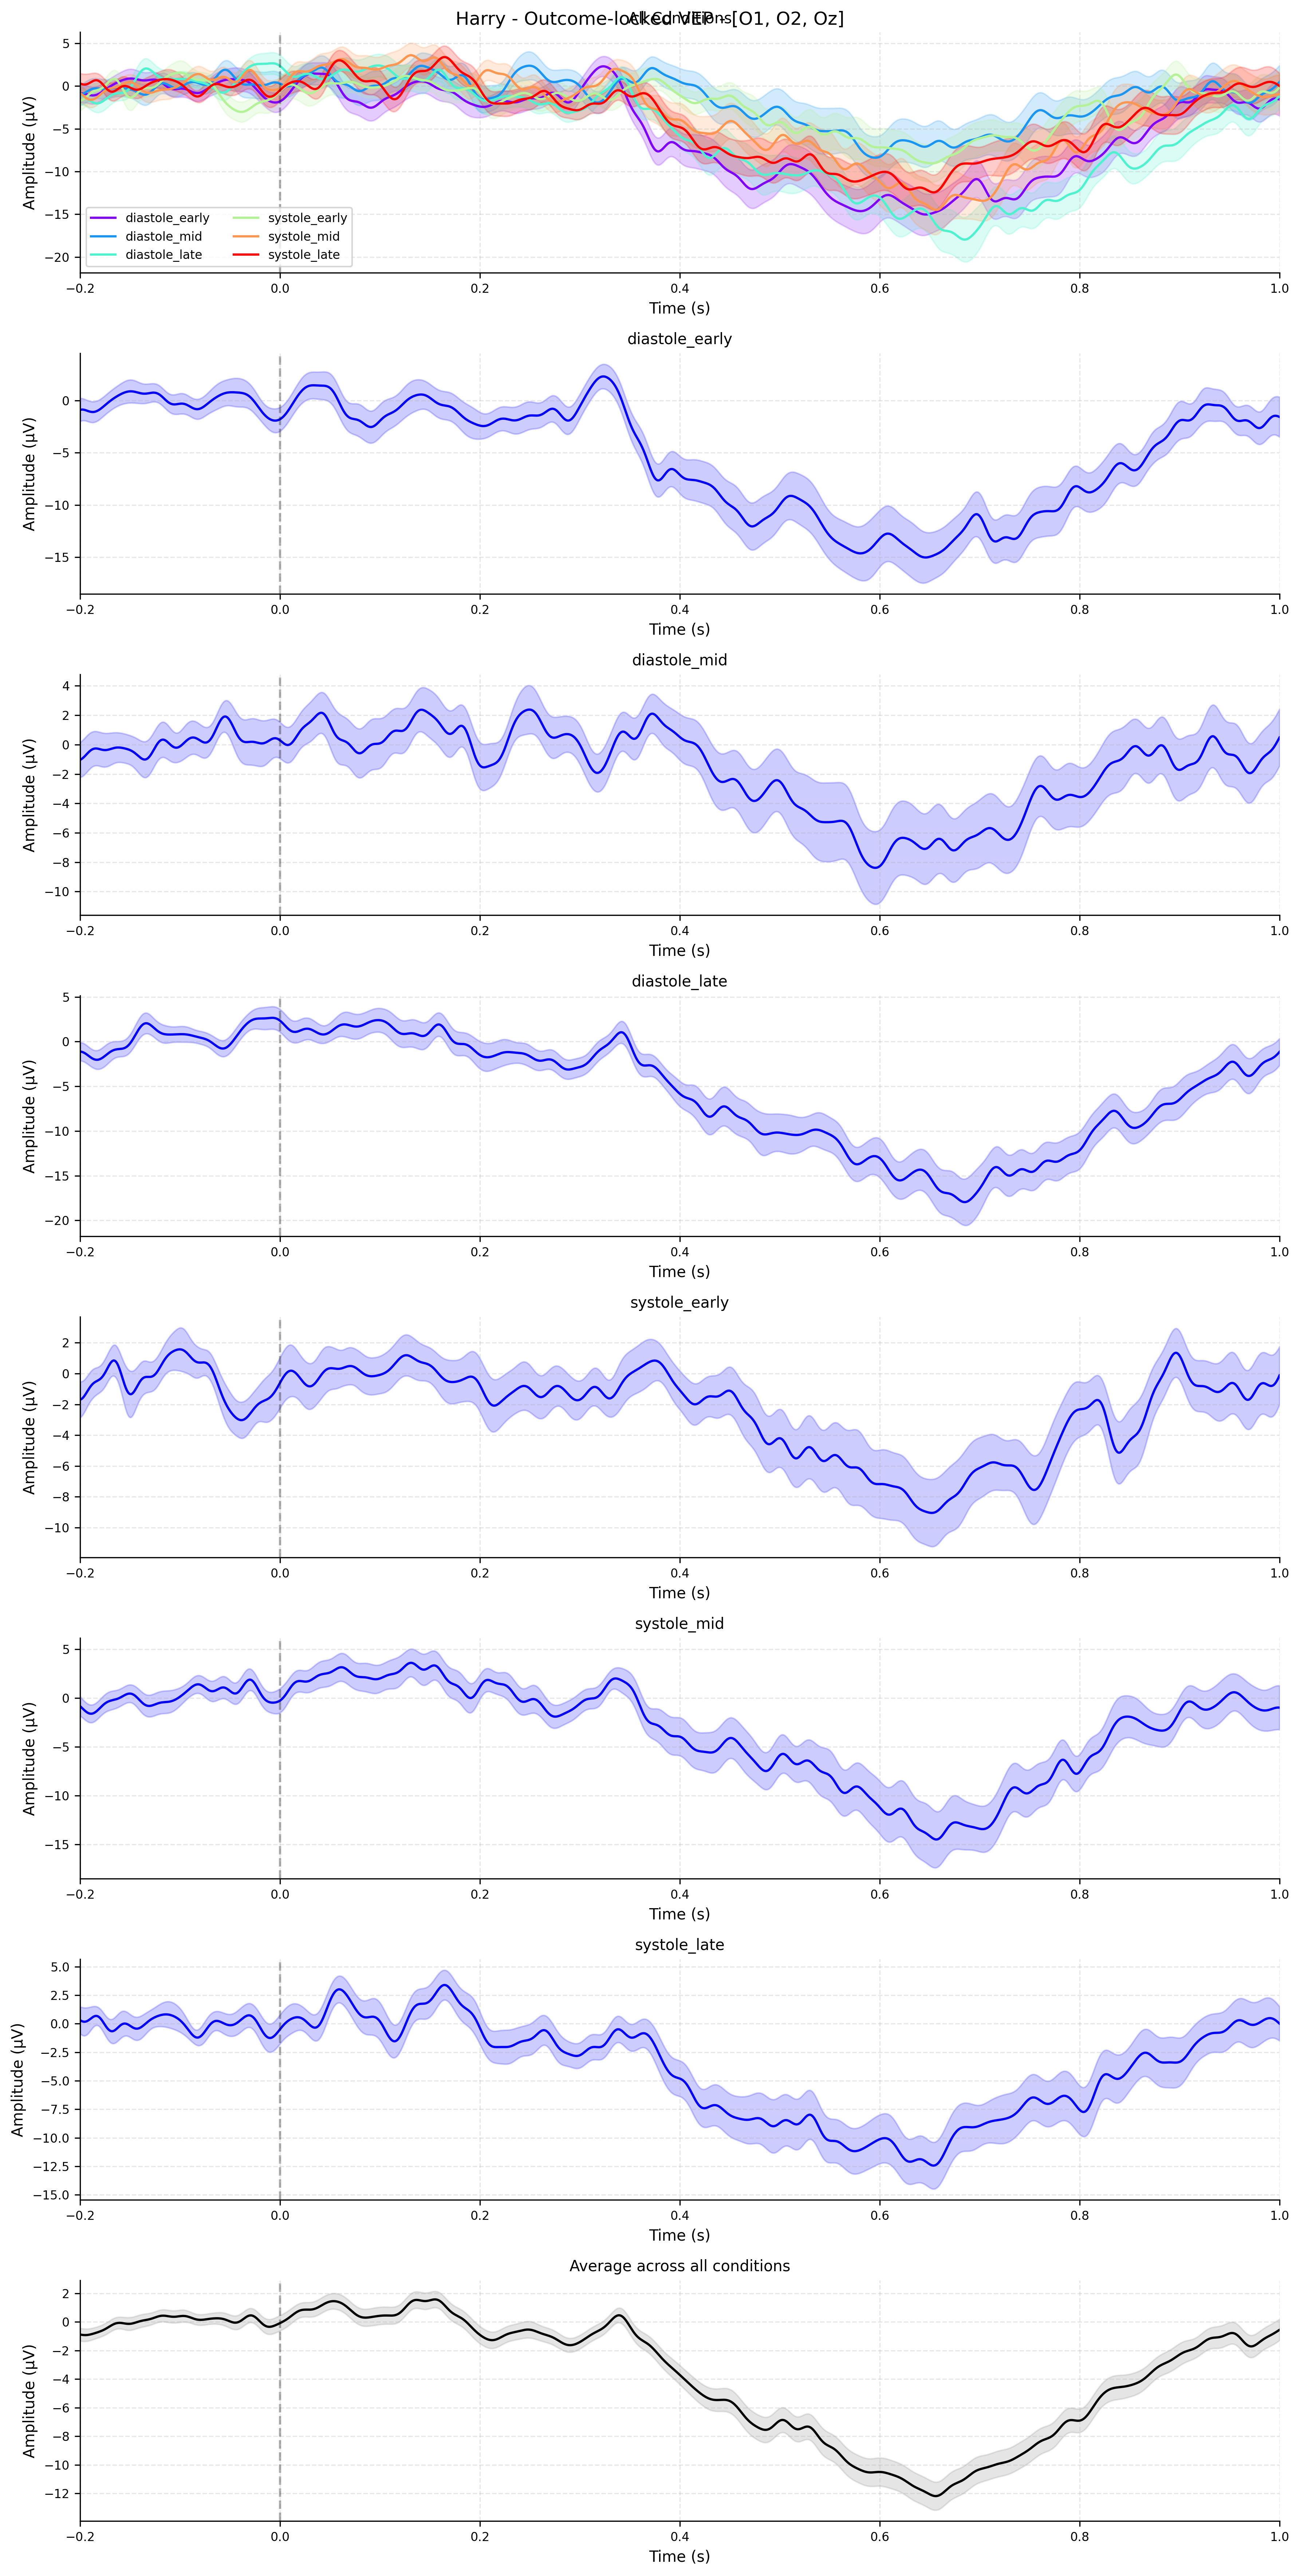 Harry - Outcome-locked VEP - [O1, O2, Oz]
All Conditions
Amplitude (µV)
5
0
−5
−10
−15
−20
diastole_early
diastole_mid
diastole_late
systole_early
systole_mid
systole_late
−0.2 0.0 0.2 0.4 0.6 0.8 1.0
Time (s)
diastole_early
Amplitude (µV)
0
−5
−10
−15
−0.2 0.0 0.2 0.4 0.6 0.8 1.0
Time (s)
diastole_mid
Amplitude (µV)
4
2
0
−2
−4
−6
−8
−10
−0.2 0.0 0.2 0.4 0.6 0.8 1.0
Time (s)
diastole_late
Amplitude (µV)
5
0
−5
−10
−15
−20
−0.2 0.0 0.2 0.4 0.6 0.8 1.0
Time (s)
systole_early
Amplitude (µV)
2
0
−2
−4
−6
−8
−10
−0.2 0.0 0.2 0.4 0.6 0.8 1.0
Time (s)
systole_mid
Amplitude (µV)
5
0
−5
−10
−15
−0.2 0.0 0.2 0.4 0.6 0.8 1.0
Time (s)
systole_late
Amplitude (µV)
5.0
2.5
0.0
−2.5
−5.0
−7.5
−10.0
−12.5
−15.0
−0.2 0.0 0.2 0.4 0.6 0.8 1.0
Time (s)
Average across all conditions
Amplitude (µV)
2
0
−2
−4
−6
−8
−10
−12
−0.2 0.0 0.2 0.4 0.6 0.8 1.0
Time (s)